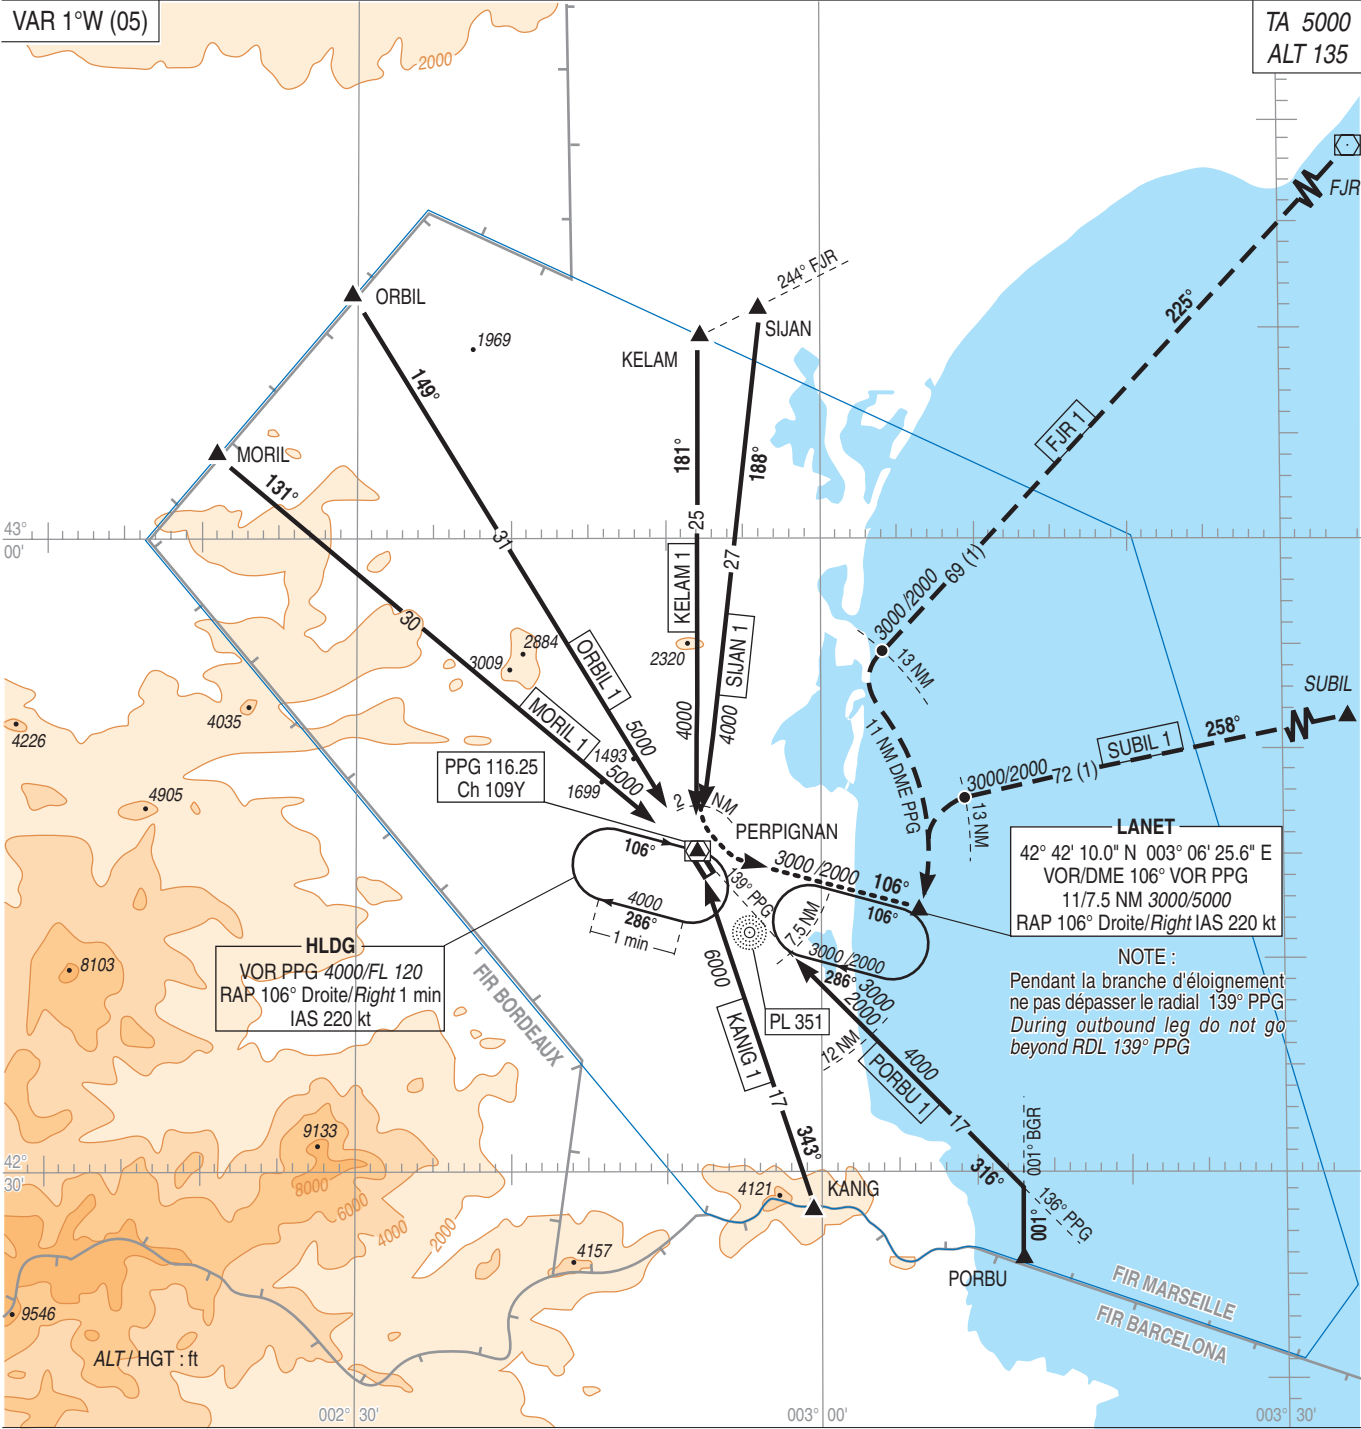 VAR 1°W (05)
TA 5000
ALT 135
2000
FJR
244° FJR
225°
ORBIL
SIJAN
KELAM
1969
149°
FJR 1
MORIL
131°
181°
188°
43°
00'
25
31
27
69 (1)
KELAM 1
3000/2000
30
2884
3009
2320
ORBIL 1
SIJAN 1
13 NM
SUBIL
4035
4226
MORIL 1
5000
4000
4000
11 NM DME PPG
258°
SUBIL 1
1493
PPG 116.25
Ch 109Y
5000
1699
3000/2000
72 (1)
4905
2 NM
13 NM
PERPIGNAN
LANET
42° 42' 10.0" N 003° 06' 25.6" E
VOR/DME 106° VOR PPG
11/7.5 NM 3000/5000
RAP 106° Droite/Right IAS 220 kt
106°
3000/2000
106°
139° PPG
106°
4000
286°
1 min
7.5 NM
HLDG
VOR PPG 4000/FL 120
RAP 106° Droite/Right 1 min
IAS 220 kt
8103
6000
3000/2000
286°
3000
2000
NOTE :
Pendant la branche d'éloignement
ne pas dépasser le radial 139° PPG
During outbound leg do not go
beyond RDL 139° PPG
FIR BORDEAUX
PL 351
12 NM
KANIG 1
4000
PORBU 1
17
17
9133
343°
001° BGR
42°
30'
316°
8000
6000
4000
2000
4121
KANIG
136° PPG
001°
4157
PORBU
FIR MARSEILLE
FIR BARCELONA
9546
ALT / HGT : ft
002° 30'
003° 00'
003° 30'